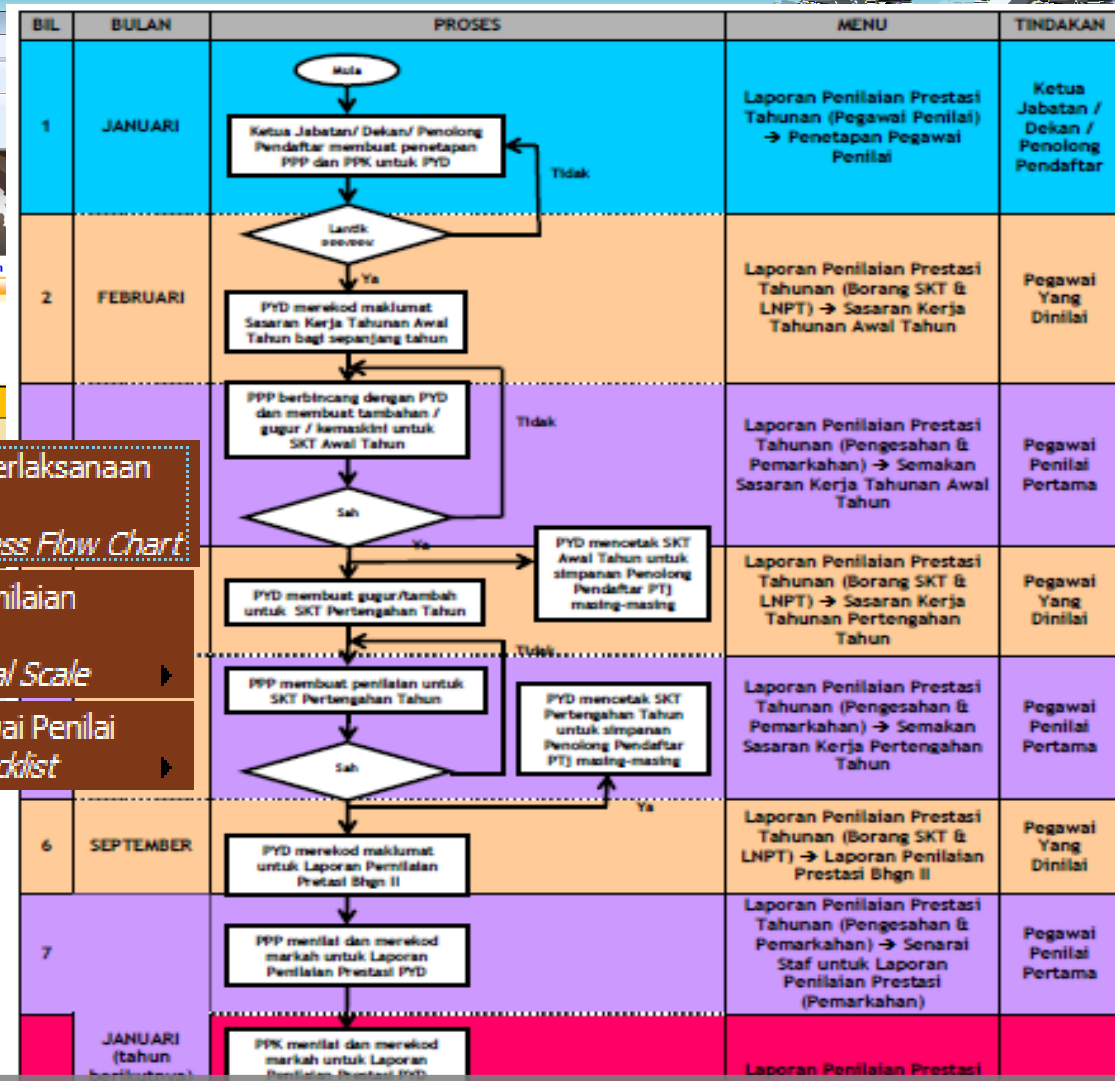 BIL
BULAN
PROSES
MENU
TINDAKAN
1
JANUARI
Mula
Ketua Jabatan/ Dekan/ Penolong
Pendaftar membuat penetapan
PPP dan PPK untuk PYD
Tidak
Laporan Penilaian Prestasi
Tahunan (Pegawai Penilai)
→ Penetapan Pegawai
Penilai
Ketua
Jabatan /
Dekan /
Penolong
Pendaftar
2
FEBRUARI
Lantik
Ya
PYD merekod maklumat
Sasaran Kerja Tahunan Awal
Tahun bagi sepanjang tahun
Laporan Penilaian Prestasi
Tahunan (Borang SKT &
LNPT) → Sasaran Kerja
Tahunan Awal Tahun
Pegawai
Yang
Dinilai
PPP berbincang dengan PYD
dan membuat tambahan /
gugur / kemaskini untuk
SKT Awal Tahun
Tidak
Sah
Ya
Laporan Penilaian Prestasi
Tahunan (Pengesahan &
Pemarkahan) → Semakan
Sasaran Kerja Tahunan Awal
Tahun
Pegawai
Penilai
Pertama
erlaksanaan
ess Flow Chart
nilaian
al Scale
ai Penilai
cklist
PYD membuat gugur/tambah
untuk SKT Pertengahan Tahun
PYD mencetak SKT
Awal Tahun untuk
simpanan Penolong
Pendaftar PTj
masing-masing
Laporan Penilaian Prestasi
Tahunan (Borang SKT &
LNPT) → Sasaran Kerja
Tahunan Pertengahan
Tahun
Pegawai
Yang
Dinilai
Tidak
PPP membuat penilaian untuk
SKT Pertengahan Tahun
Sah
PYD mencetak SKT
Pertengahan Tahun
untuk simpanan
Penolong Pendaftar
PTj masing-masing
Ya
Laporan Penilaian Prestasi
Tahunan (Pengesahan &
Pemarkahan) → Semakan
Sasaran Kerja Pertengahan
Tahun
Pegawai
Penilai
Pertama
6
SEPTEMBER
PYD merekod maklumat
untuk Laporan Pernilaian
Pretasi Bhgn II
Laporan Penilaian Prestasi
Tahunan (Borang SKT &
LNPT) → Laporan Penilaian
Prestasi Bhgn II
Pegawai
Yang
Dinilai
7
PPP menilai dan merekod
markah untuk Laporan
Penilaian Prestasi PYD
Laporan Penilaian Prestasi
Tahunan (Pengesahan &
Pemarkahan) → Senarai
Staf untuk Laporan
Penilaian Prestasi
(Pemarkahan)
Pegawai
Penilai
Pertama
JANUARI
(tahun
berikutnya)
PPK menilai dan merekod
markah untuk Laporan
Penilaian Prestasi PYD
Laporan Penilaian Prestasi